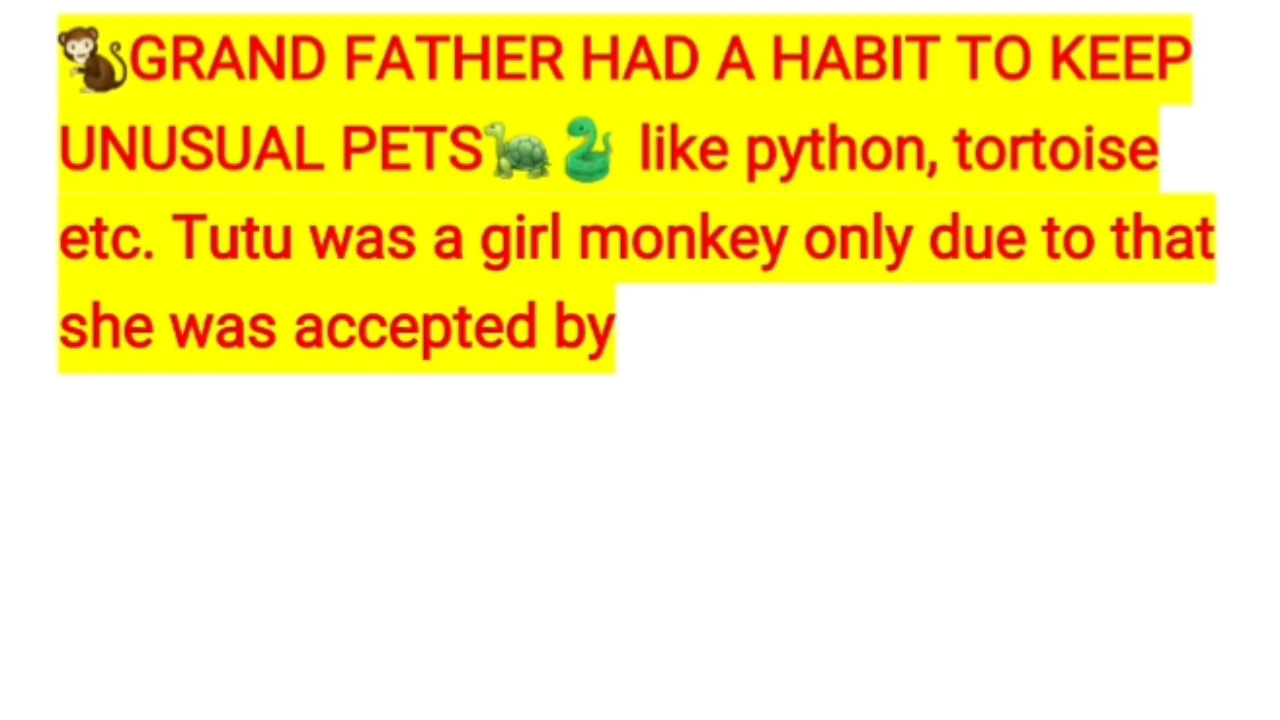 🐒GRAND FATHER HAD A HABIT TO KEEP
UNUSUAL PETS🐢🐍 like python, tortoise
etc. Tutu was a girl monkey only due to that
she was accepted by